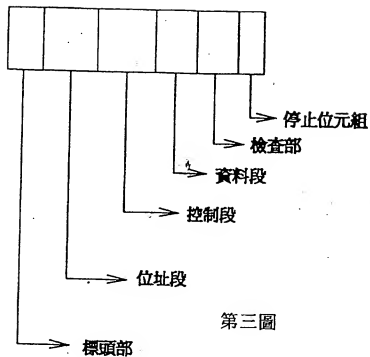 停止位元組
檢查部
資料段
控制段
位址段
第三圖
標頭部